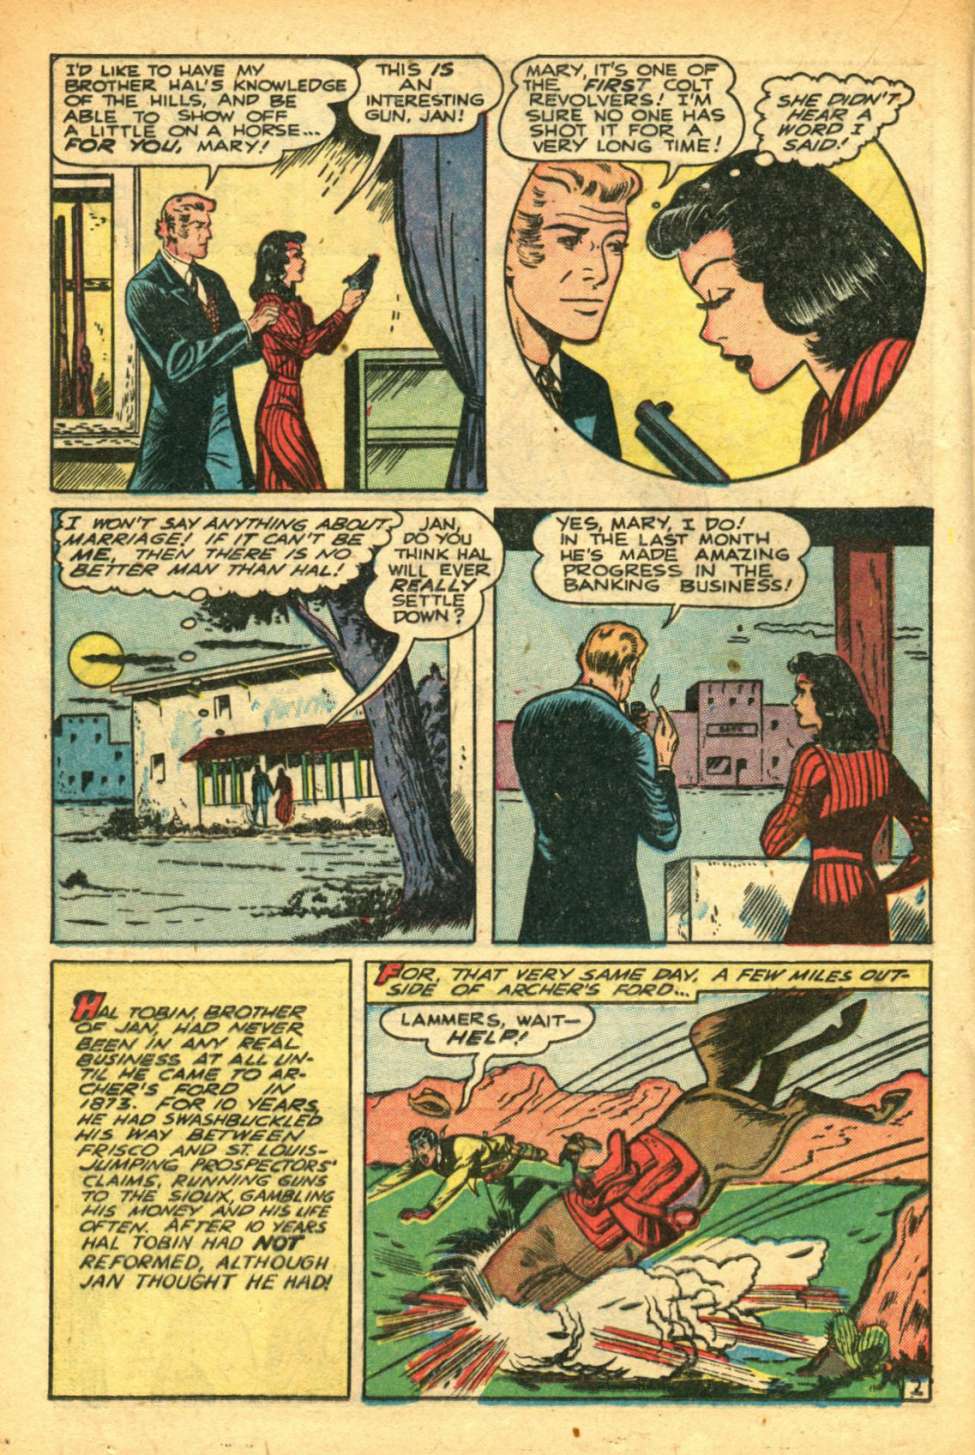 I'D LIKE TO HAVE MY
BROTHER HAL'S KNOWLEDGE
OF THE HILLS, AND BE
ABLE TO SHOW OFF
A LITTLE ON A HORSE...
FOR YOU, MARY!
THIS IS
AN
INTERESTING
GUN, JAN!
MARY, IT'S ONE OF
THE FIRST COLT
REVOLVERS! I'M
SURE NO ONE HAS
SHOT IT FOR A
VERY LONG TIME!
SHE DIDN'T
HEAR A
WORD I
SAID!
I WON'T SAY ANYTHING ABOUT
MARRIAGE! IF IT CAN'T BE
ME, THEN THERE IS NO
BETTER MAN THAN HAL!
JAN,
DO YOU
THINK HAL
WILL EVER
REALLY
SETTLE
DOWN?
YES, MARY, I DO!
IN THE LAST MONTH
HE'S MADE AMAZING
PROGRESS IN THE
BANKING BUSINESS!
HAL TOBIN, BROTHER
OF JAN, HAD NEVER
BEEN IN ANY REAL
BUSINESS AT ALL UN-
TIL HE CAME TO AR-
CHER'S FORD IN
1873. FOR 10 YEARS,
HE HAD SWASHBUCKLED
HIS WAY BETWEEN
FRISCO AND ST. LOUIS-
JUMPING PROSPECTORS'
CLAIMS, RUNNING GUNS
TO THE SIOUX, GAMBLING
HIS MONEY AND HIS LIFE
OFTEN. AFTER 10 YEARS
HAL TOBIN HAD NOT
REFORMED, ALTHOUGH
JAN THOUGHT HE HAD!
FOR, THAT VERY SAME DAY, A FEW MILES OUT-
SIDE OF ARCHER'S FORD...
LAMMERS, WAIT—
HELP!
2